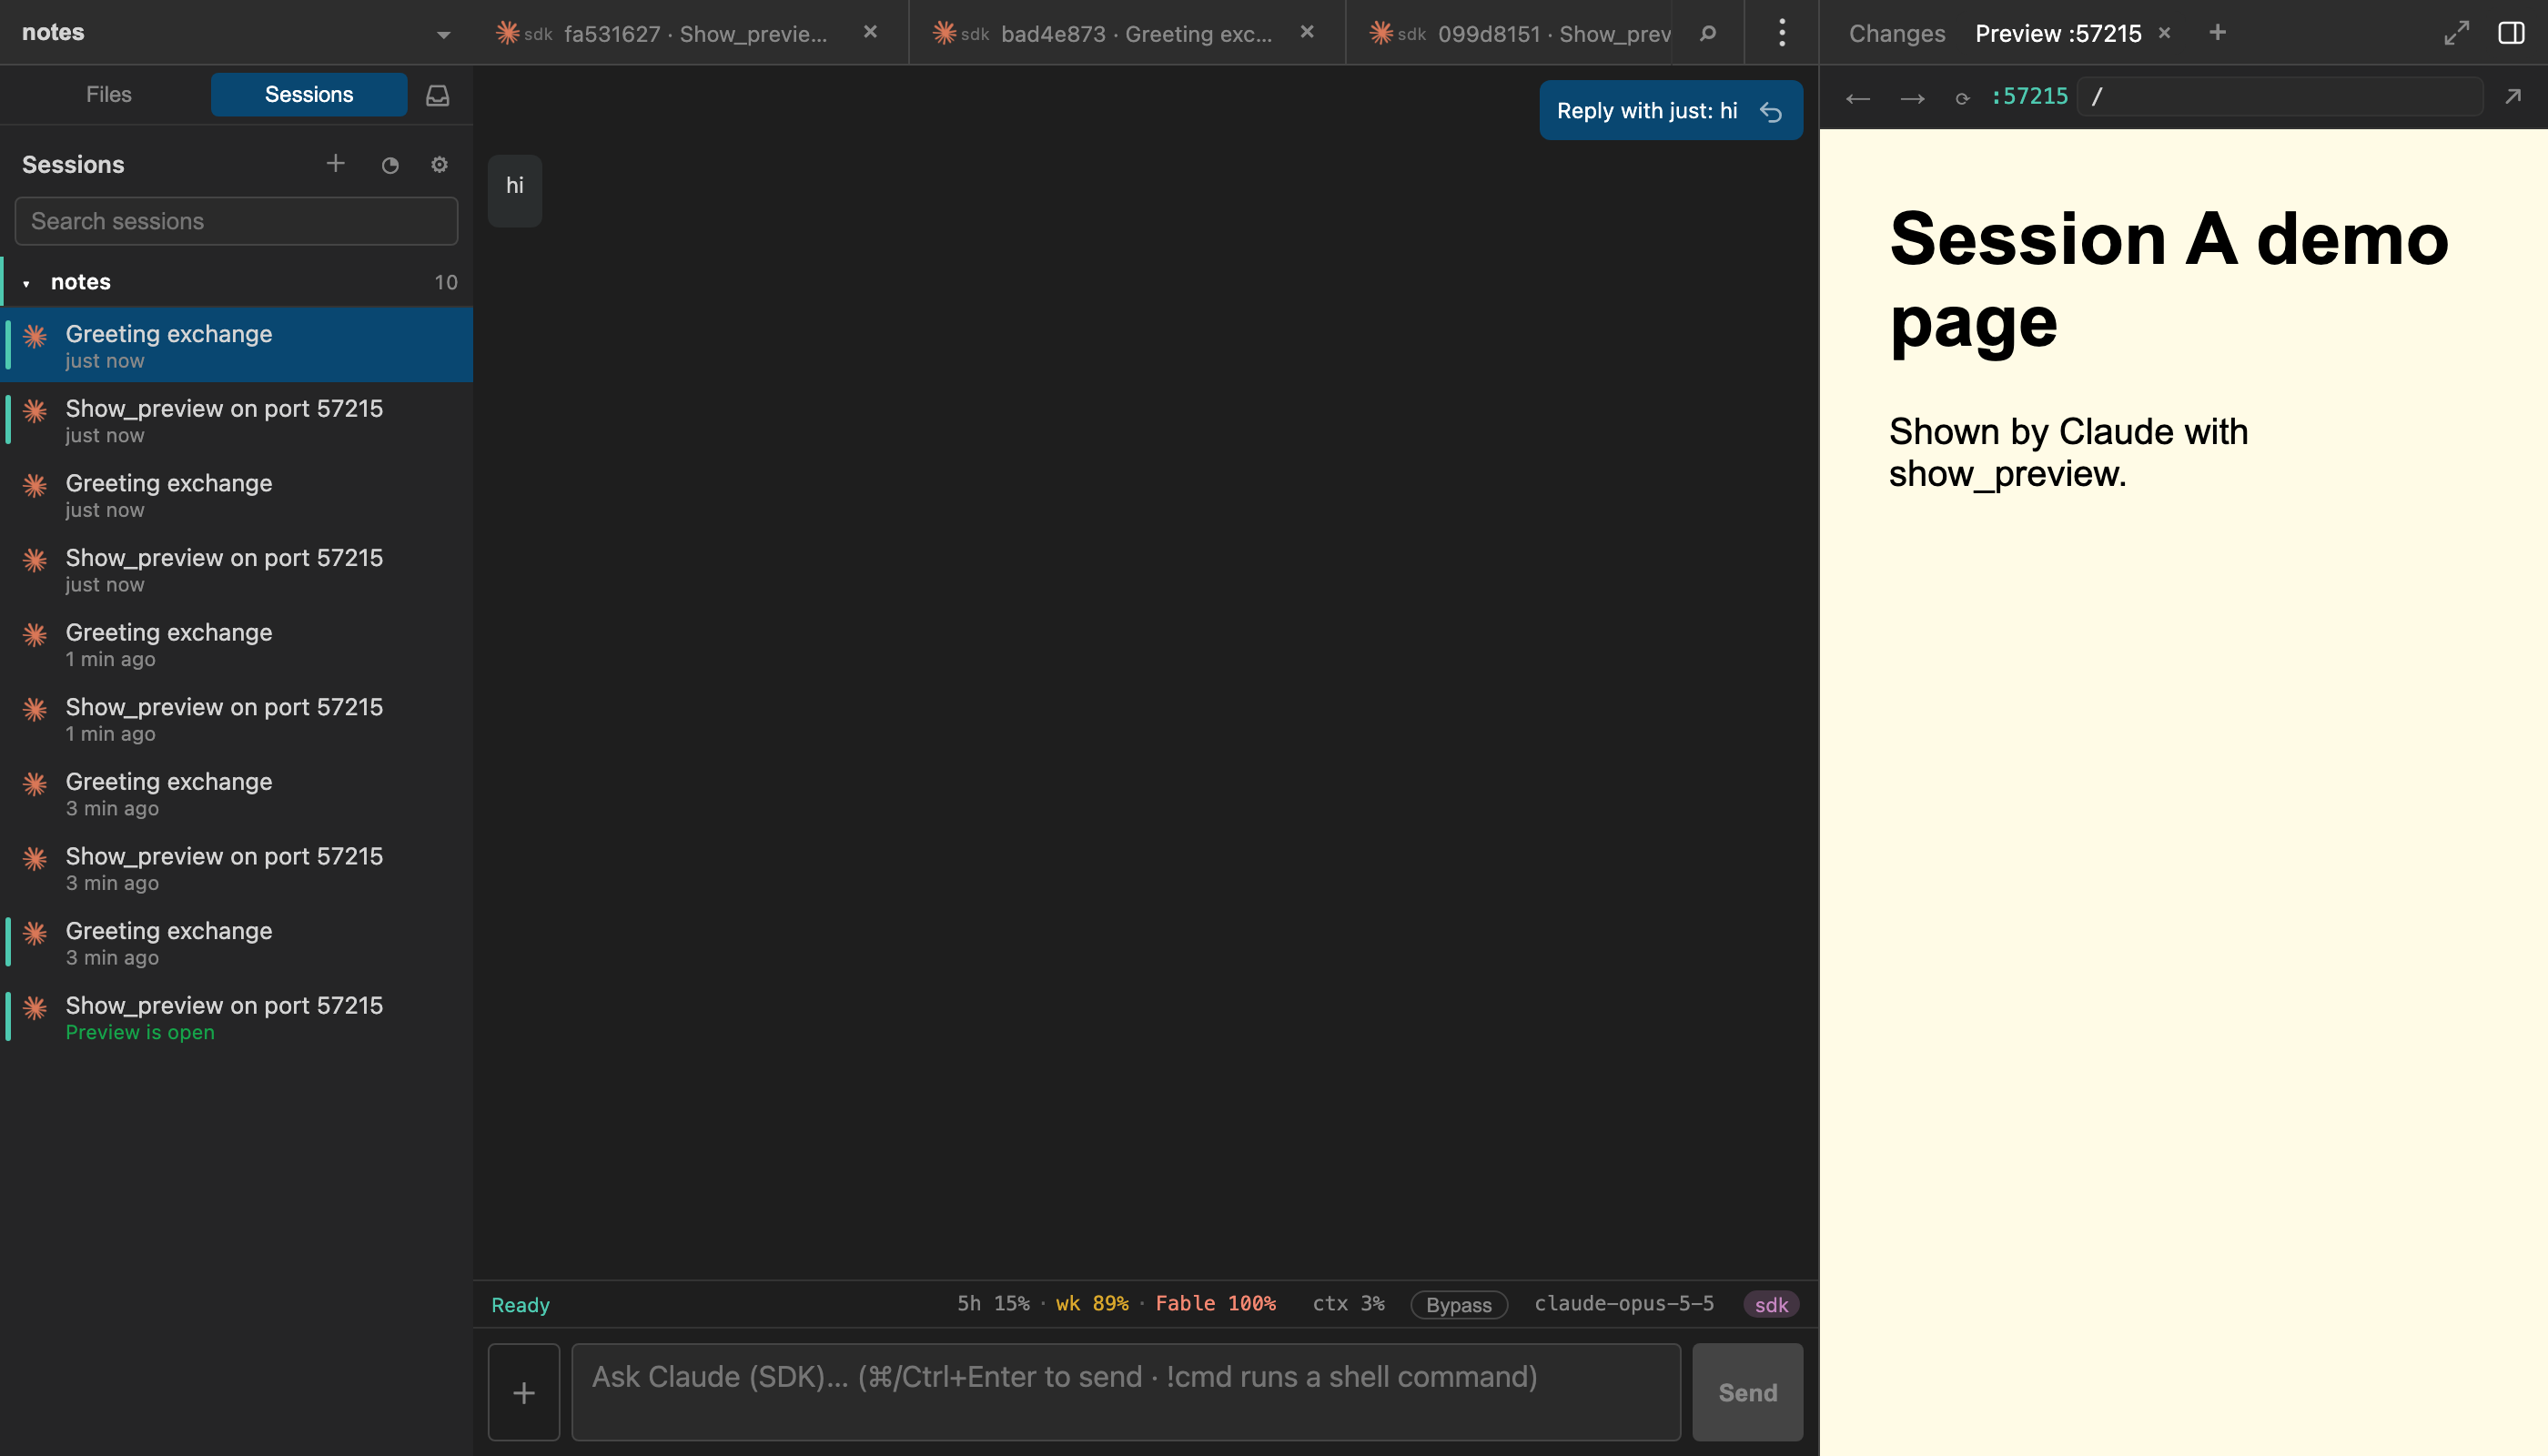 notes
sdk fa531627 · Show_previe...
sdk bad4e873 · Greeting exc...
sdk 099d8151 · Show_prev
Changes
Preview :57215
Files
Sessions
:57215
/
Sessions
Search sessions
notes
10
Greeting exchange
just now
Show_preview on port 57215
just now
Greeting exchange
just now
Show_preview on port 57215
just now
Greeting exchange
1 min ago
Show_preview on port 57215
1 min ago
Greeting exchange
3 min ago
Show_preview on port 57215
3 min ago
Greeting exchange
3 min ago
Show_preview on port 57215
Preview is open
Reply with just: hi
hi
Ready
5h 15% · wk 89% · Fable 100%
ctx 3%
Bypass
claude-opus-5-5
sdk
Ask Claude (SDK)... (⌘/Ctrl+Enter to send · !cmd runs a shell command)
Send
Session A demo
page
Shown by Claude with
show_preview.